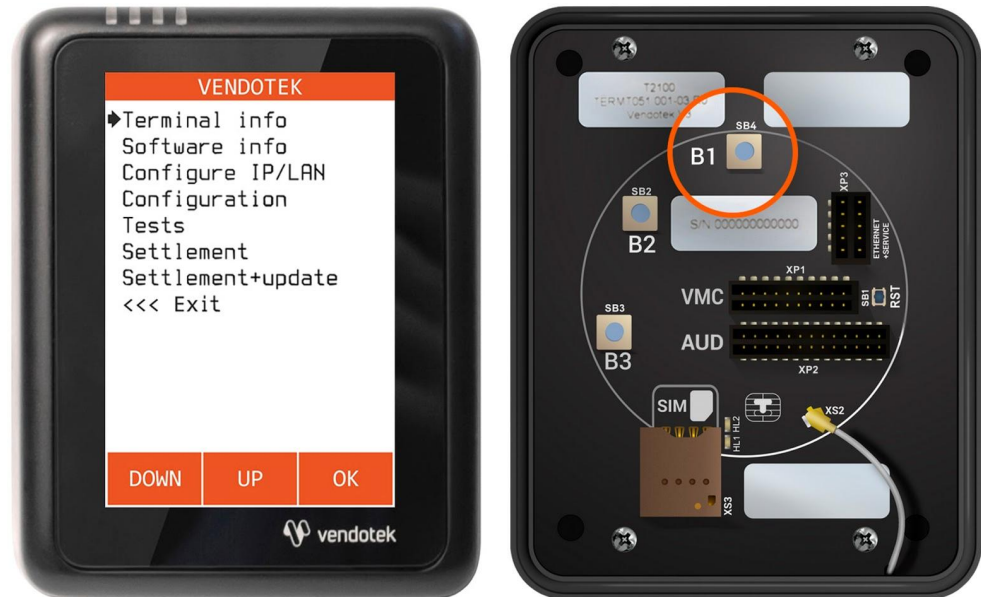 VENDOTEK
Terminal info
Software info
Configure IP/LAN
Configuration
Tests
Settlement
Settlement+update
<<< Exit
DOWN UP OK
vendotek
T2100
Vendotek
SB4
B1
SB2
B2
S/N 000000000000
XP3
ETHERNET
+SERVICE
XP1
VMC
SB1
RST
SB3
B3
AUD
XP2
SIM
HL1 HL2
XS2
XS3